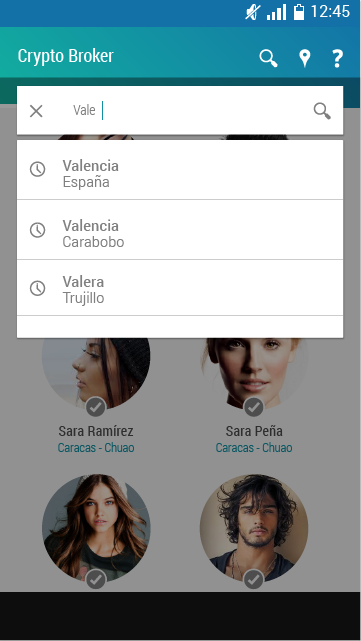 12:45
Crypto Broker
Vale
Valencia
España
Valencia
Carabobo
Valera
Trujillo
Sara Ramírez Sara Peña
Caracas - Chuao Caracas - Chuao